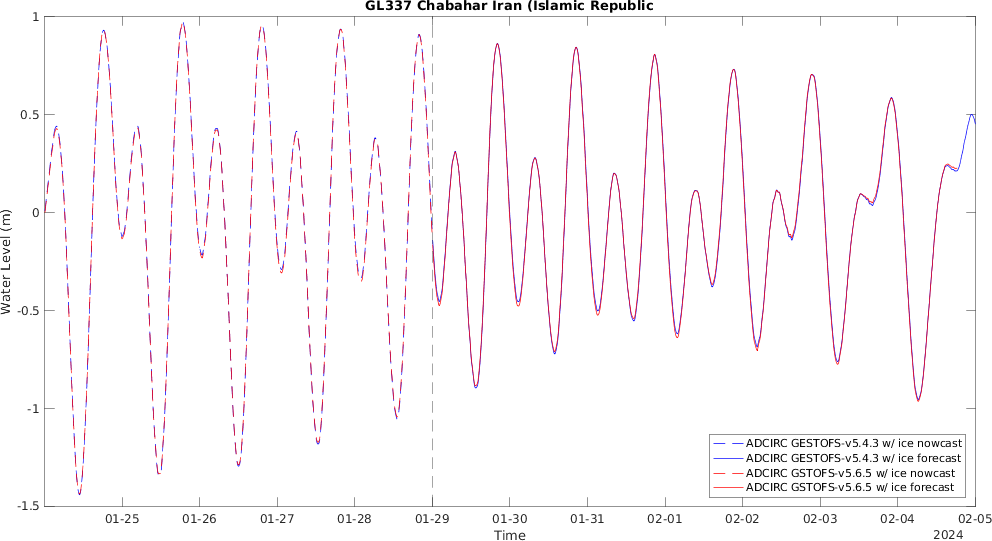 GL337 Chabahar Iran (Islamic Republic
1
0.5
0
-0.5
-1
-1.5
Water Level (m)
ADCIRC GESTOFS-v5.4.3 w/ ice nowcast
ADCIRC GESTOFS-v5.4.3 w/ ice forecast
ADCIRC GSTOFS-v5.6.5 w/ ice nowcast
ADCIRC GSTOFS-v5.6.5 w/ ice forecast
01-25 01-26 01-27 01-28 01-29 01-30 01-31 02-01 02-02 02-03 02-04 02-05
Time
2024